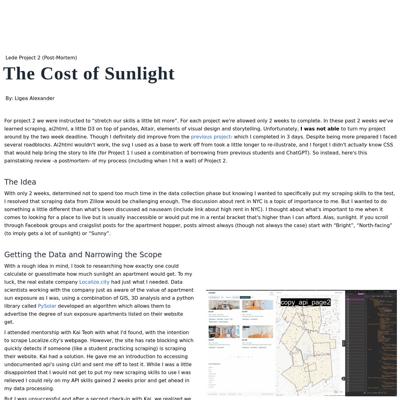 Lede Project 2 (Post-Mortem)
The Cost of Sunlight
By: Ligea Alexander
For project 2 we were instructed to "stretch our skills a little bit more". For each project we're allowed only 2 weeks to complete. In these past 2 weeks we've
learned scraping, ai2html, a little D3 on top of pandas, Altair, elements of visual design and storytelling. Unfortunately, I was not able to turn my project
around by the two week deadline. Though I definitely did improve from the previous project- which I completed in 3 days. Despite being more prepared I faced
several roadblocks. Ai2html wouldn't work, the svg I used as a base to work off from took a little longer to re-illustrate, and I forgot I didn't actually know CSS
that would help bring the story to life (for Project 1 I used a combination of borrowing from previous students and ChatGPT). So instead, here's this
painstaking review -a postmortem- of my process (including when I hit a wall) of Project 2.
The Idea
With only 2 weeks, determined not to spend too much time in the data collection phase but knowing I wanted to specifically put my scraping skills to the test,
I resolved that scraping data from Zillow would be challenging enough. The discussion about rent in NYC is a topic of importance to me. But I wanted to do
something a little different than what's been discussed ad nauseum (include link about high rent in NYC). I thought about what's important to me when it
comes to looking for a place to live but is usually inaccessible or would put me in a rental bracket that's higher than I can afford. Alas, sunlight. If you scroll
through Facebook groups and craigslist posts for the apartment hopper, posts almost always (though not always the case) start with "Bright", "North-facing"
(to imply gets a lot of sunlight) or "Sunny".
Getting the Data and Narrowing the Scope
With a rough idea in mind, I took to researching how exactly one could
calculate or guasstimate how much sunlight an apartment would get. To my
luck, the real estate company Localize.city had just what I needed. Data
scientists working with the company just as aware of the value of apartment
sun exposure as I was, using a combination of GIS, 3D analysis and a python
library called PySolar developed an algorithm which allows them to
advertise the degree of sun exposure apartments listed on their website
get.
I attended mentorship with Kai Teoh with what I'd found, with the intention
to scrape Localize.city's webpage. However, the site has rate blocking which
quickly detects if someone (like a student practicing scraping) is scraping
their website. Kai had a solution. He gave me an introduction to accessing
undocumented api's using cUrl and sent me off to test it. While I was a little
disappointed that I would not get to put my new scraping skills to use I was
relieved I could rely on my API skills gained 2 weeks prior and get ahead in
my data processing.
But I was unsuccessful and after a second check-in with Kai, we realized we
copy_api_page2